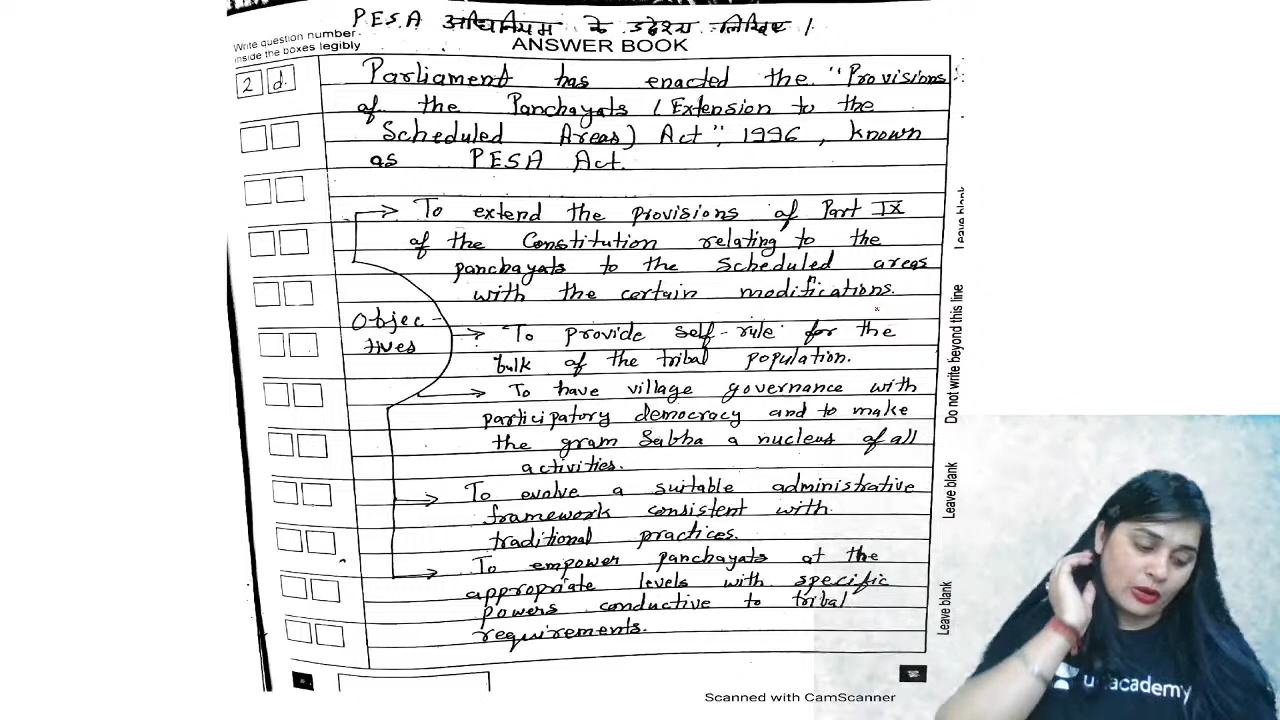 P.E.S.A अधिनियम के उद्देश्य लिखिए ।
Write question number
inside the boxes legibly
ANSWER BOOK
2 d.
Parliament has enacted the "Provisions
of the Panchayats (Extension to the
Scheduled Areas) Act", 1996, known
as PESA Act.
→ To extend the provisions of Part IX
of the Constitution relating to the
panchayats to the Scheduled areas
with the certain modifications.
Objec-
tives
→ To provide self-rule for the
bulk of the tribal population.
→ To have village governance with
participatory democracy and to make
the gram Sabha a nucleus of all
activities.
→ To evolve a suitable administrative
framework consistent with
traditional practices.
→ To empower panchayats at the
appropriate levels with specific
powers conductive to tribal
requirements.
Leave blank
Do not write beyond this line
Leave blank
Leave blank
Scanned with CamScanner